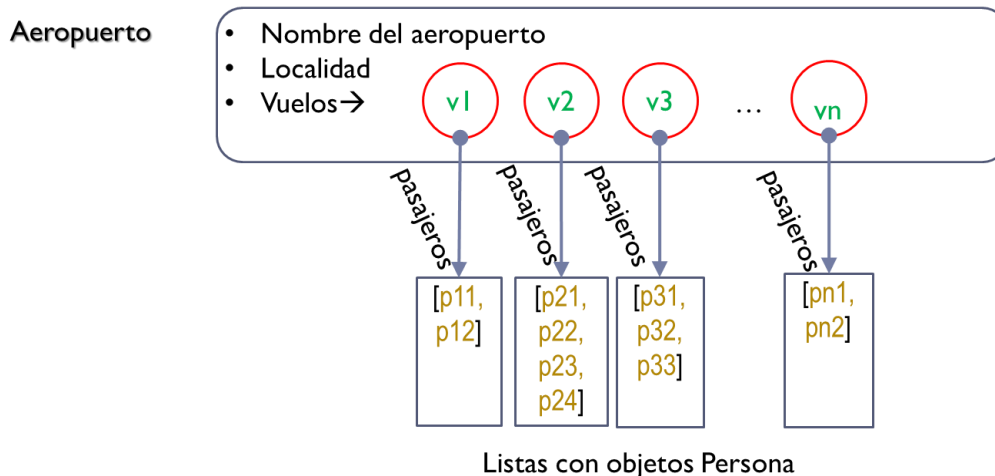 Aeropuerto
• Nombre del aeropuerto
• Localidad
• Vuelos→
v1 v2 v3 ... vn
pasajeros pasajeros pasajeros pasajeros
[p11, [p21, [p31, [pn1,
p12] p22, p32, pn2]
p23, p33]
p24]
Listas con objetos Persona